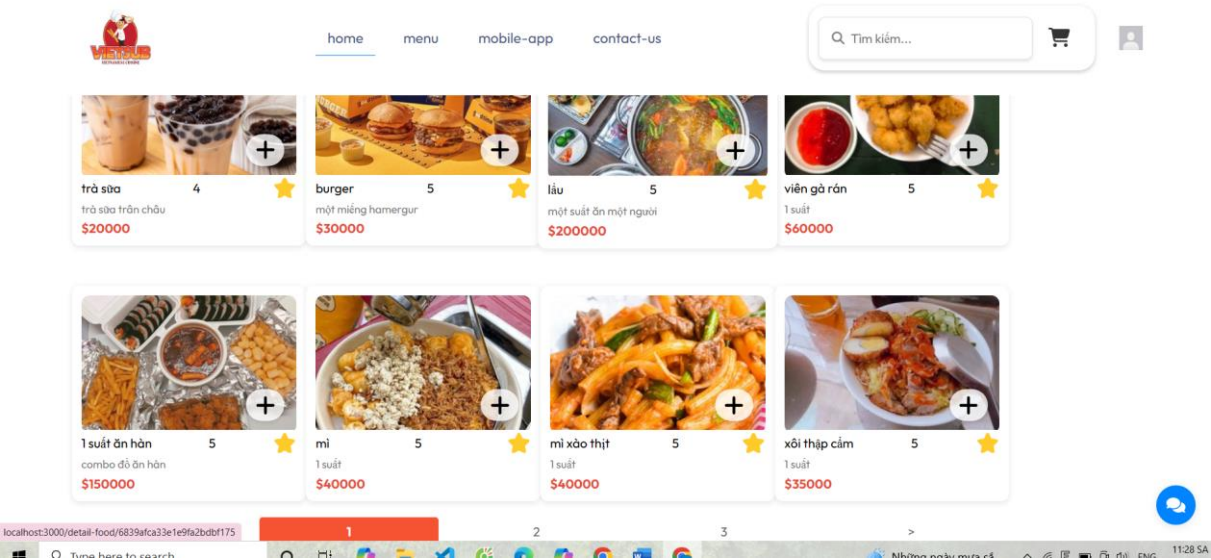 VIETSUB
home menu mobile-app contact-us
Tìm kiếm...
trà sữa 4
trà sữa trân châu
$20000
burger 5
một miếng hamergur
$30000
lẩu 5
một suất ăn một người
$200000
viên gà rán 5
1 suất
$60000
1 suất ăn hàn 5
combo đồ ăn hàn
$150000
mì 5
1 suất
$40000
mì xào thịt 5
1 suất
$40000
xôi thập cẩm 5
1 suất
$35000
1 2 3 >
localhost:3000/detail-food/6839afca33e1e9fa2bdbf175
Type here to search
Những ngày mưa sắ...
ENG
11:28 SA